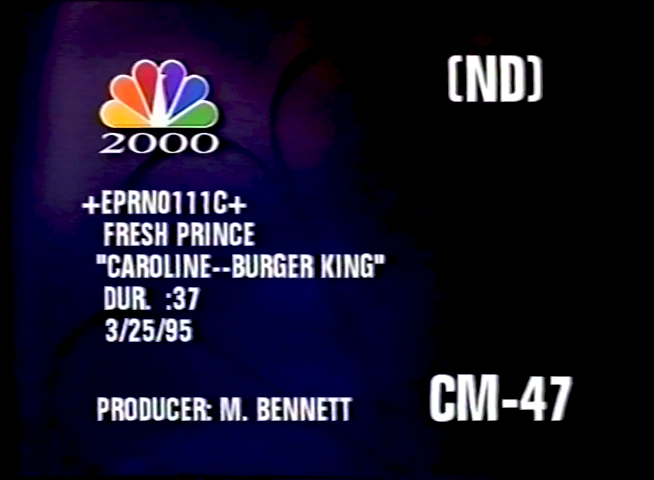 2000
(ND)
+EPRN0111C+
FRESH PRINCE
"CAROLINE--BURGER KING"
DUR. :37
3/25/95
PRODUCER: M. BENNETT
CM-47